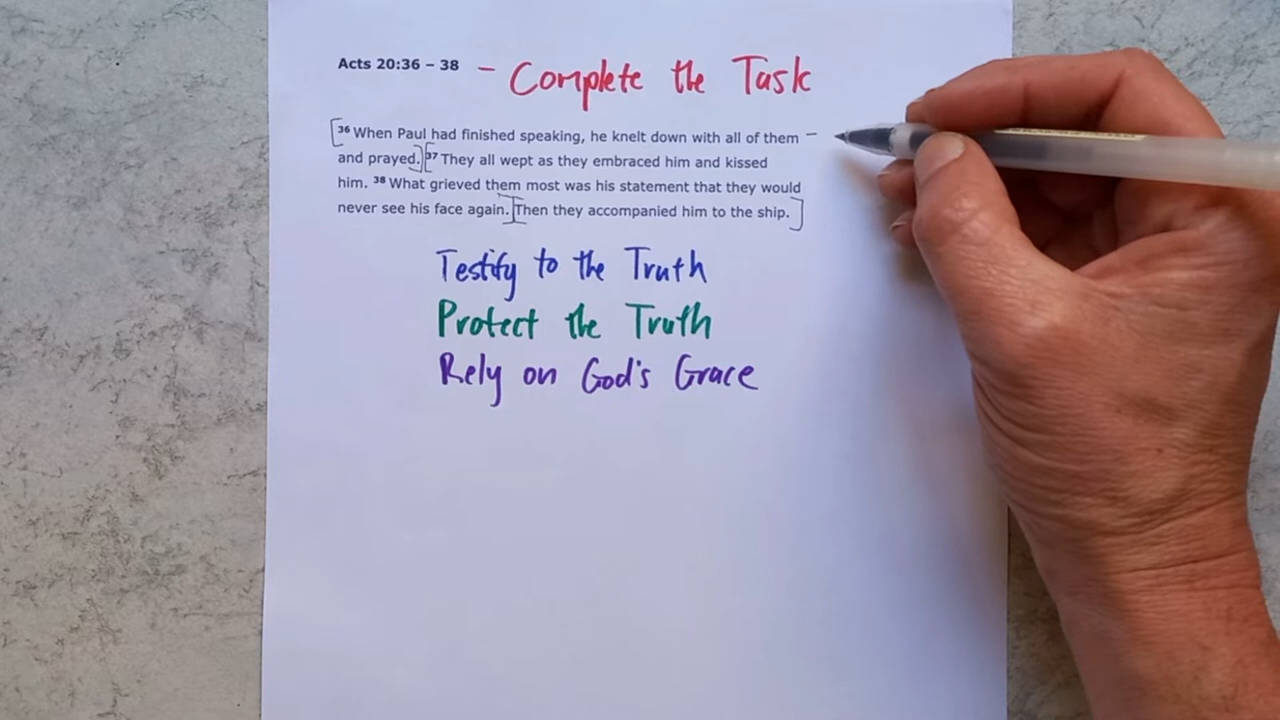 Acts 20:36 – 38 – Complete the Task
[³⁶ When Paul had finished speaking, he knelt down with all of them –
and prayed.] [³⁷ They all wept as they embraced him and kissed
him. ³⁸ What grieved them most was his statement that they would
never see his face again.][Then they accompanied him to the ship.]
Testify to the Truth
Protect the Truth
Rely on God's Grace